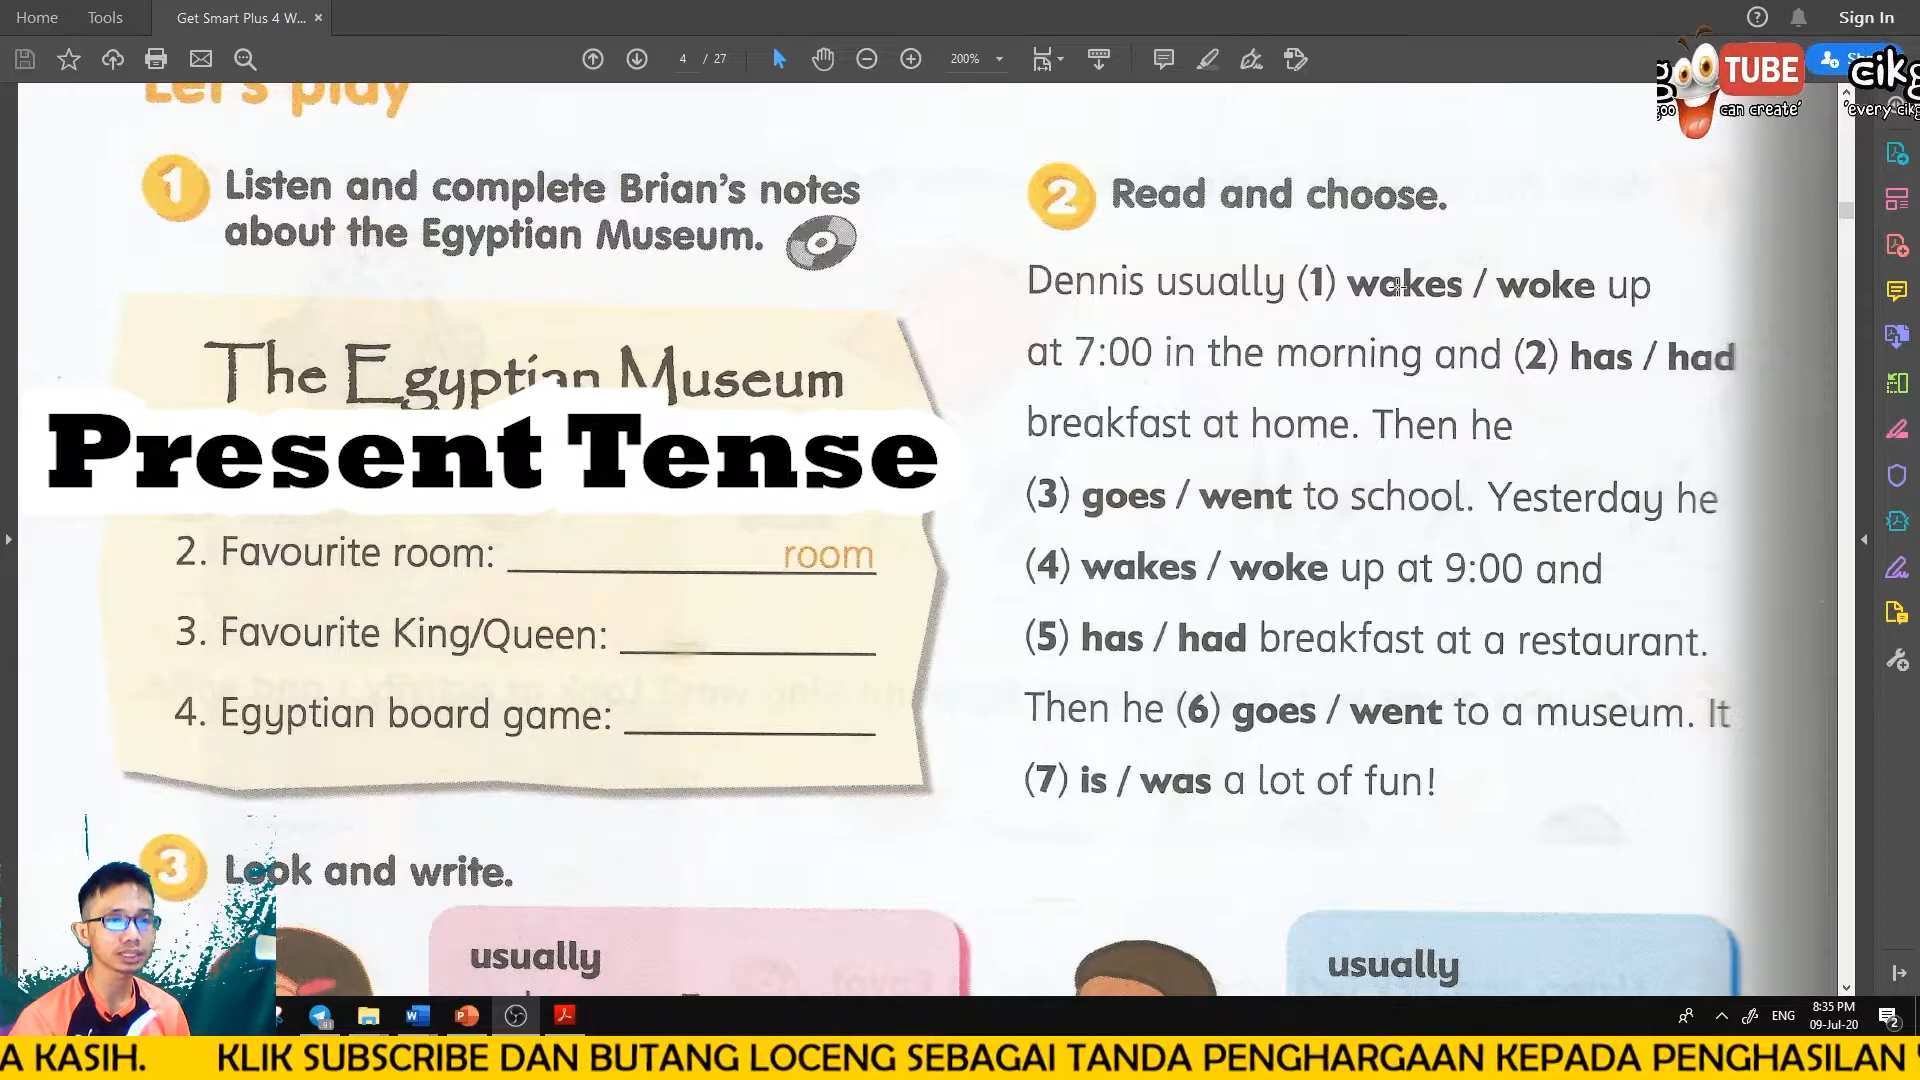 Home
Tools
Get Smart Plus 4 W... ×
Sign In
4 / 27
200%
Let's play
TUBE
can create'
'every cikg
1 Listen and complete Brian's notes
about the Egyptian Museum.
The Egyptian Museum
Present Tense
2. Favourite room: room
3. Favourite King/Queen:
4. Egyptian board game:
2 Read and choose.
Dennis usually (1) wakes / woke up
at 7:00 in the morning and (2) has / had
breakfast at home. Then he
(3) goes / went to school. Yesterday he
(4) wakes / woke up at 9:00 and
(5) has / had breakfast at a restaurant.
Then he (6) goes / went to a museum. It
(7) is / was a lot of fun!
3 Look and write.
usually
usually
ENG
8:35 PM
09-Jul-20
2
A KASIH. KLIK SUBSCRIBE DAN BUTANG LOCENG SEBAGAI TANDA PENGHARGAAN KEPADA PENGHASILAN